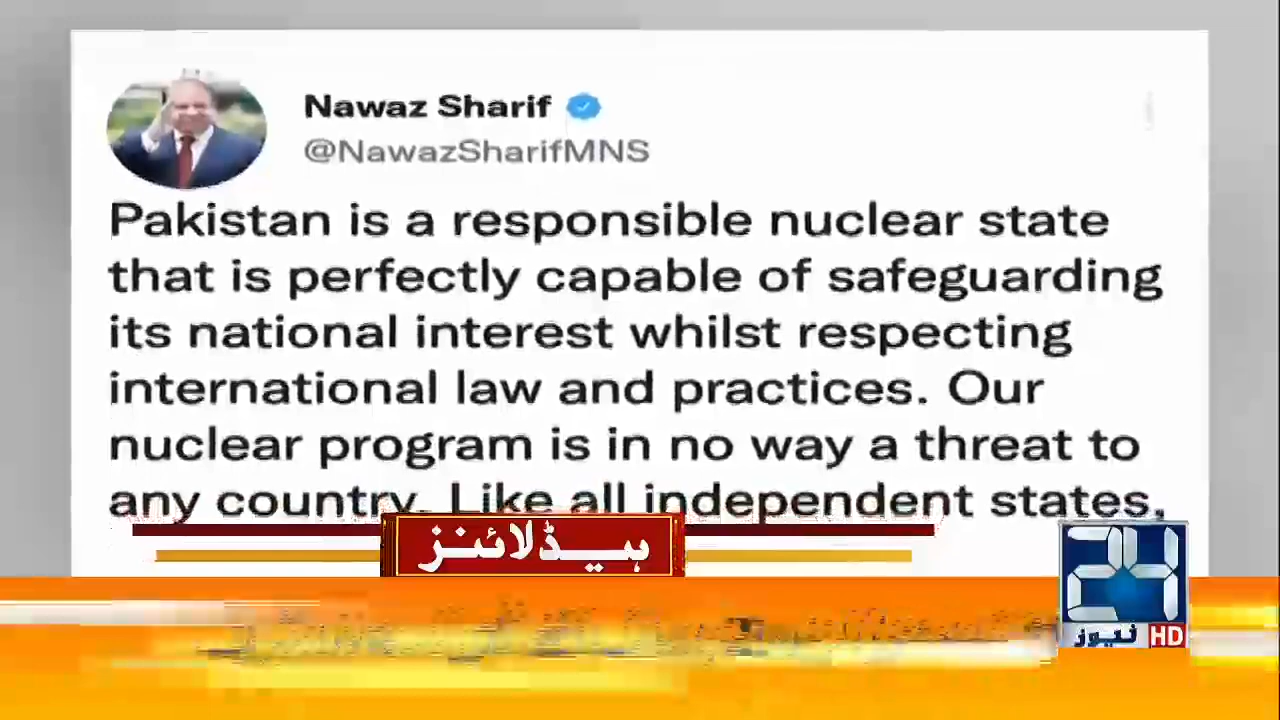 Nawaz Sharif
@NawazSharifMNS
Pakistan is a responsible nuclear state
that is perfectly capable of safeguarding
its national interest whilst respecting
international law and practices. Our
nuclear program is in no way a threat to
any country. Like all independent states,
ہیڈلائنز
24
نیوز HD